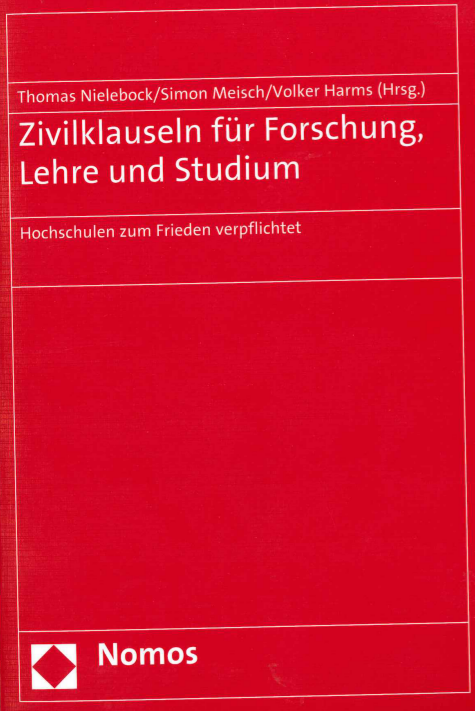 Thomas Nielebock/Simon Meisch/Volker Harms (Hrsg.)
Zivilklauseln für Forschung,
Lehre und Studium
Hochschulen zum Frieden verpflichtet
Nomos